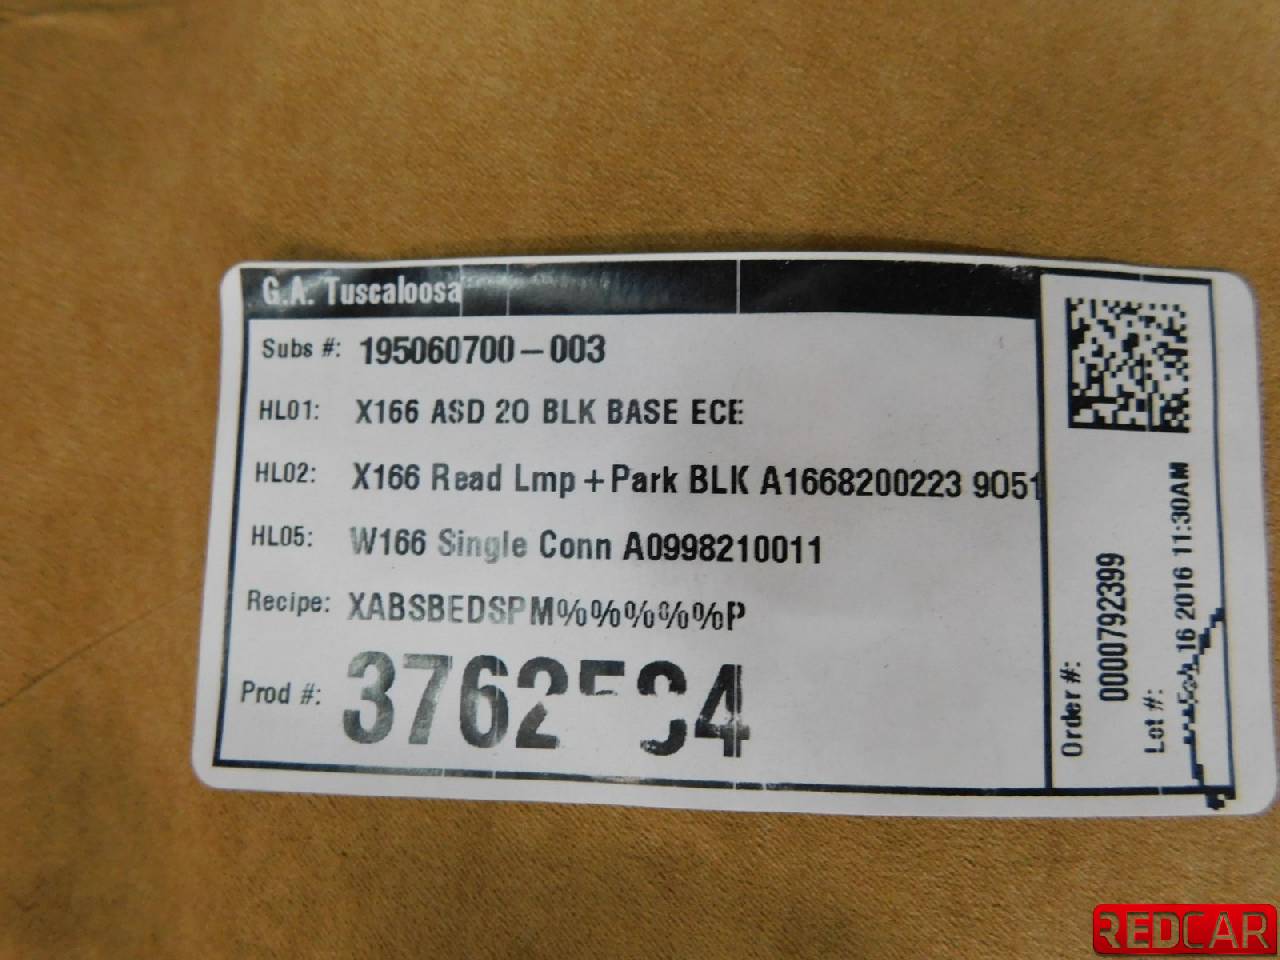 G.A. Tuscaloosa
Subs #: 195060700-003
HL01: X166 ASD 20 BLK BASE ECE
HL02: X166 Read Lmp+Park BLK A1668200223 9051
HL05: W166 Single Conn A0998210011
Recipe: XABSBEDSPM%%%%%P
Prod #:
Order #: 0000792399
Lot #: 16 2016 11:30AM
REDCAR